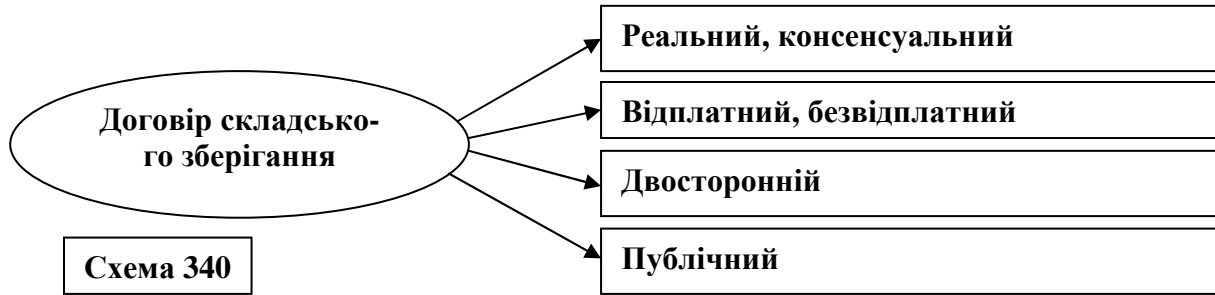 Договір складсько-
го зберігання
Реальний, консенсуальний
Відплатний, безвідплатний
Двосторонній
Публічний
Схема 340